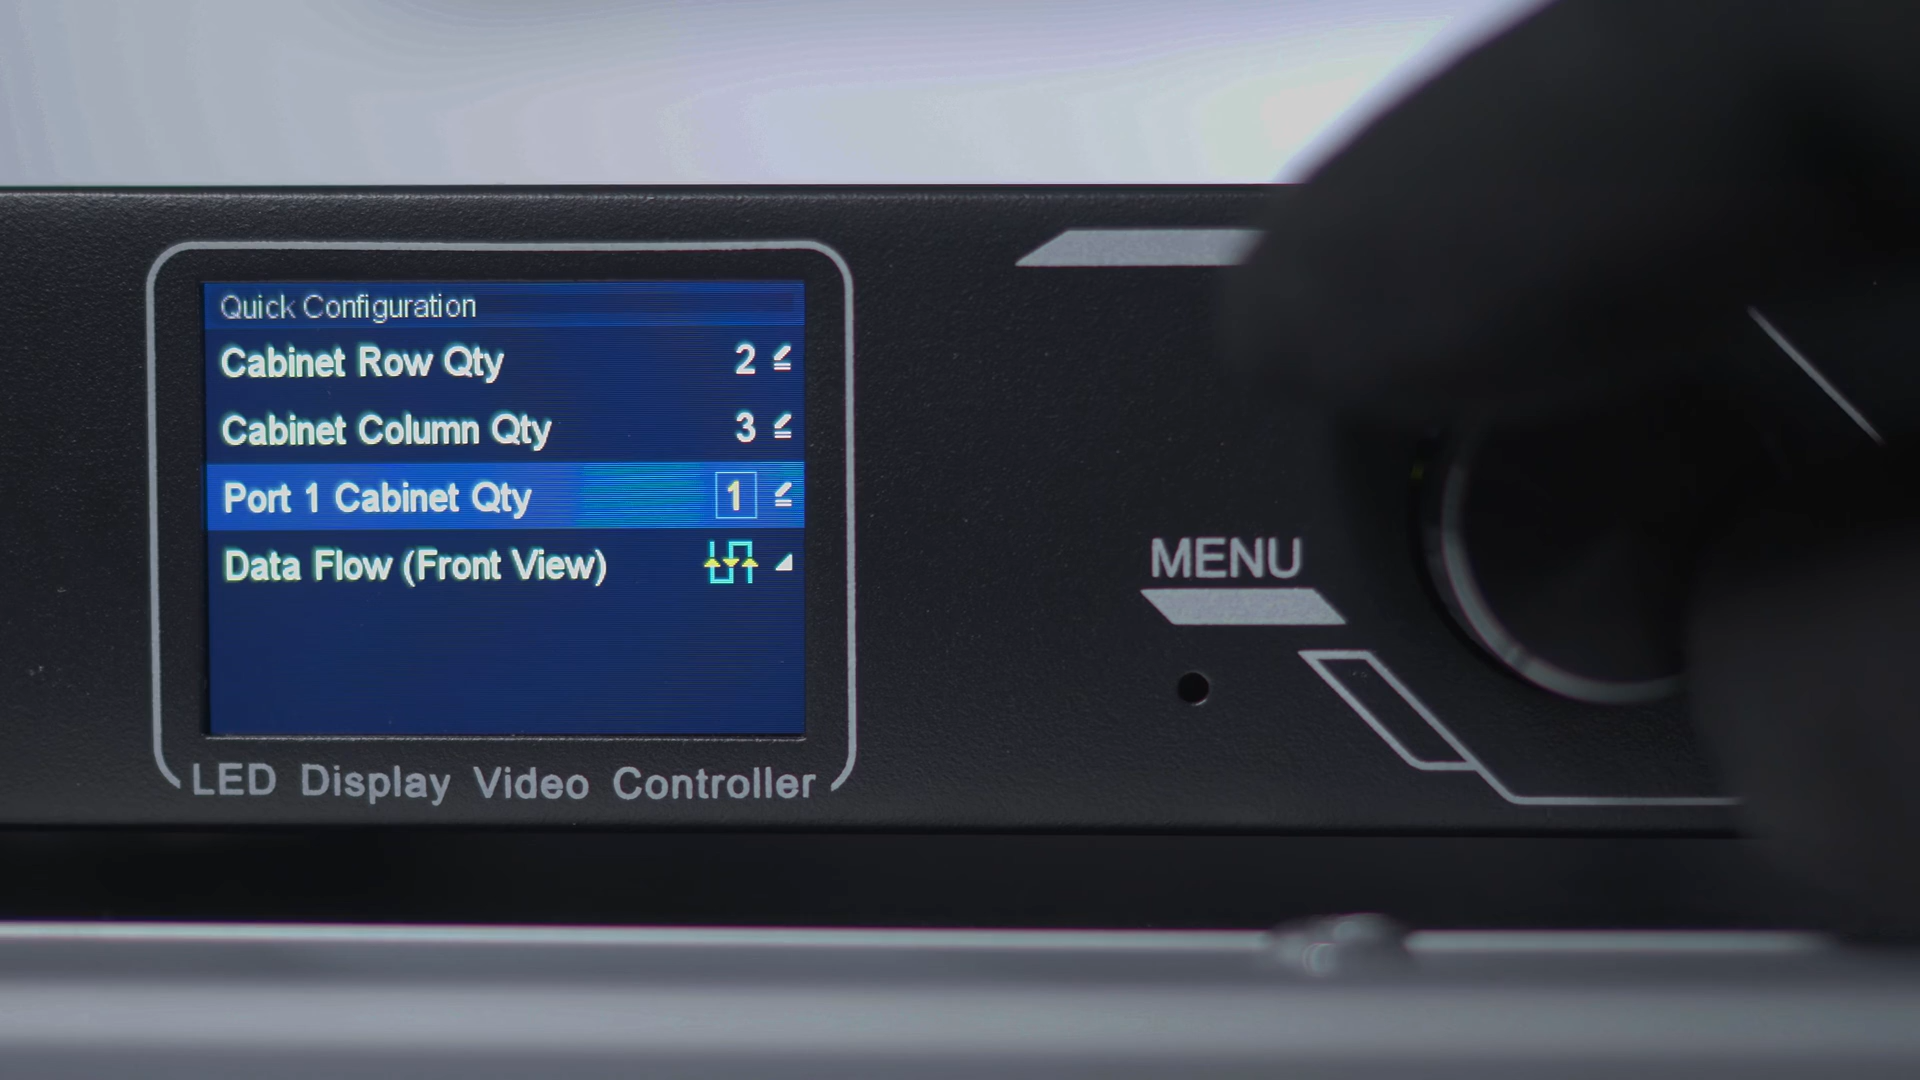 Quick Configuration
Cabinet Row Qty 2
Cabinet Column Qty 3
Port 1 Cabinet Qty 1
Data Flow (Front View)
MENU
LED Display Video Controller